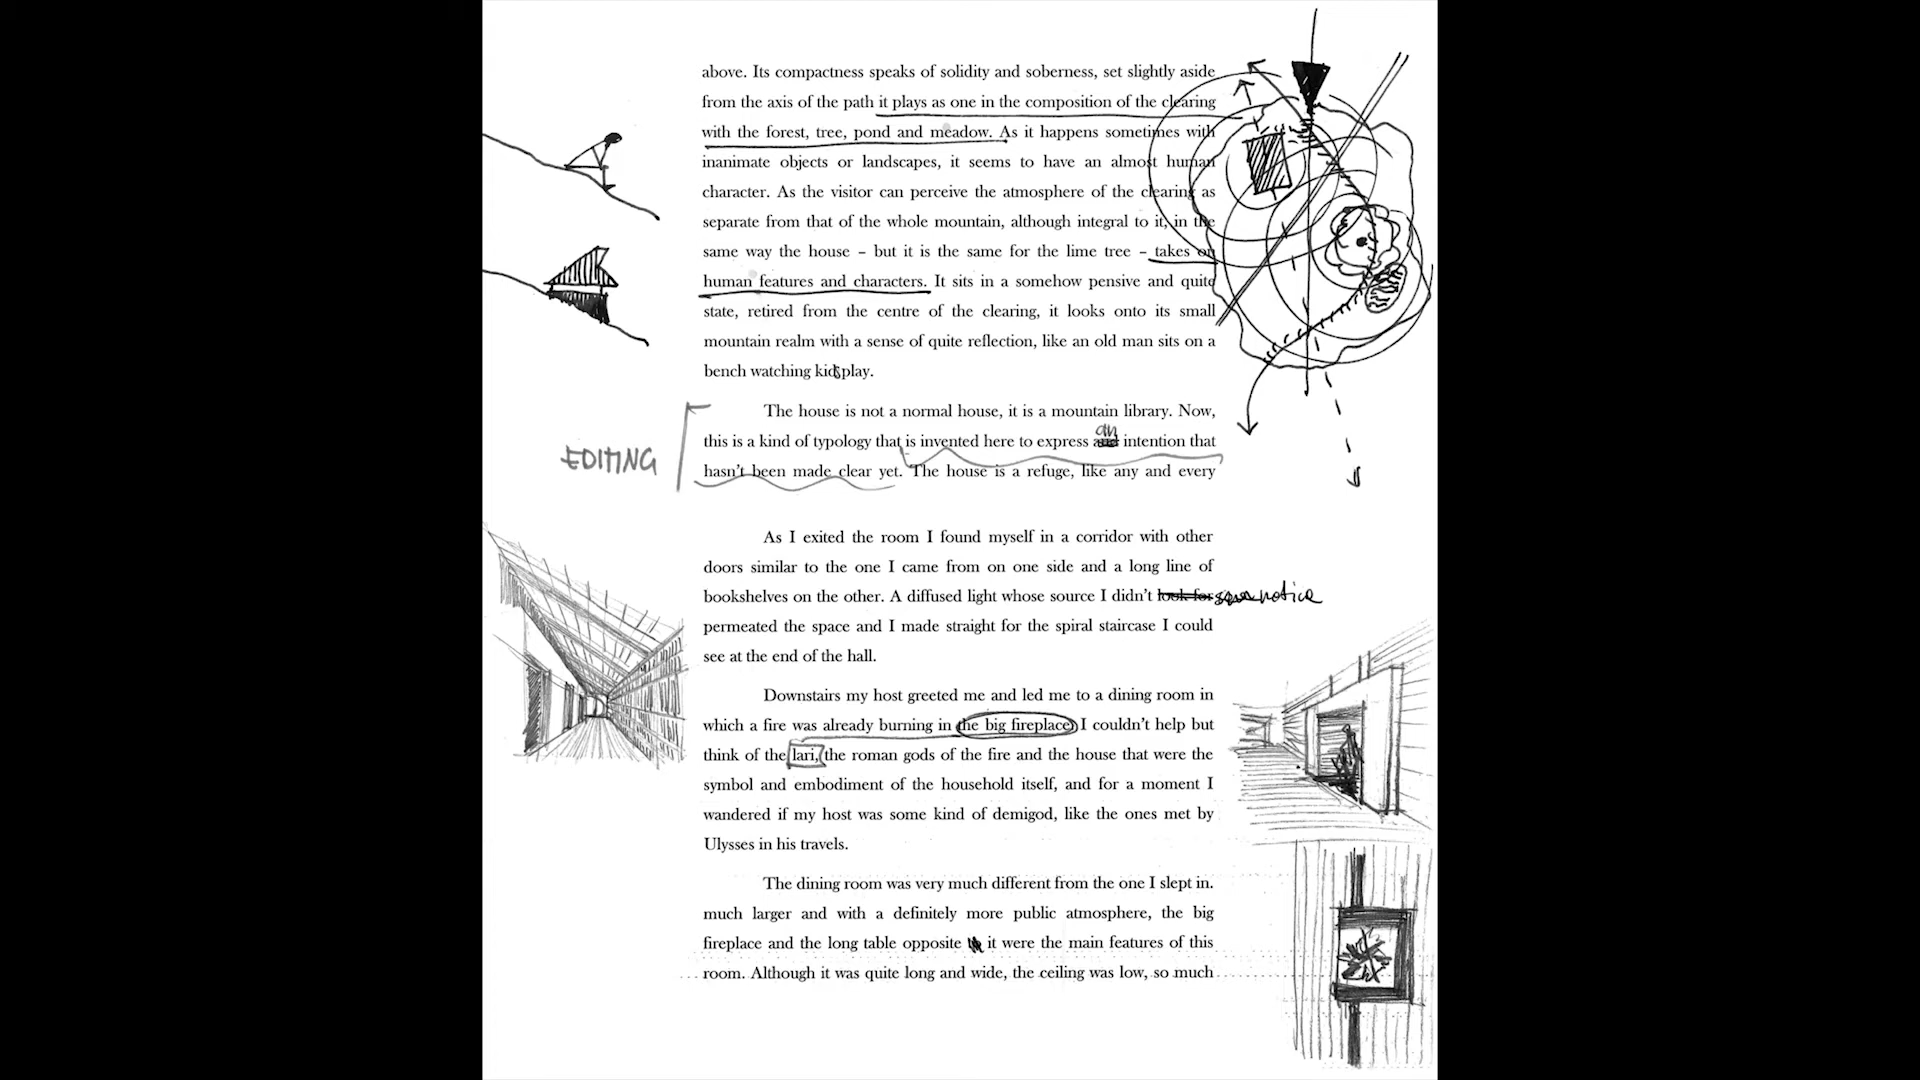 above. Its compactness speaks of solidity and soberness, set slightly aside
from the axis of the path it plays as one in the composition of the clearing
with the forest, tree, pond and meadow. As it happens sometimes with
inanimate objects or landscapes, it seems to have an almost human
character. As the visitor can perceive the atmosphere of the clearing as
separate from that of the whole mountain, although integral to it, in the
same way the house – but it is the same for the lime tree – takes on
human features and characters. It sits in a somehow pensive and quite
state, retired from the centre of the clearing, it looks onto its small
mountain realm with a sense of quite reflection, like an old man sits on a
bench watching kids play.
The house is not a normal house, it is a mountain library. Now,
this is a kind of typology that is invented here to express an intention that
EDITING
hasn't been made clear yet. The house is a refuge, like any and every
As I exited the room I found myself in a corridor with other
doors similar to the one I came from on one side and a long line of
bookshelves on the other. A diffused light whose source I didn't look for notice
permeated the space and I made straight for the spiral staircase I could
see at the end of the hall.
Downstairs my host greeted me and led me to a dining room in
which a fire was already burning in the big fireplace, I couldn't help but
think of the lari, the roman gods of the fire and the house that were the
symbol and embodiment of the household itself, and for a moment I
wandered if my host was some kind of demigod, like the ones met by
Ulysses in his travels.
The dining room was very much different from the one I slept in.
much larger and with a definitely more public atmosphere, the big
fireplace and the long table opposite it were the main features of this
room. Although it was quite long and wide, the ceiling was low, so much